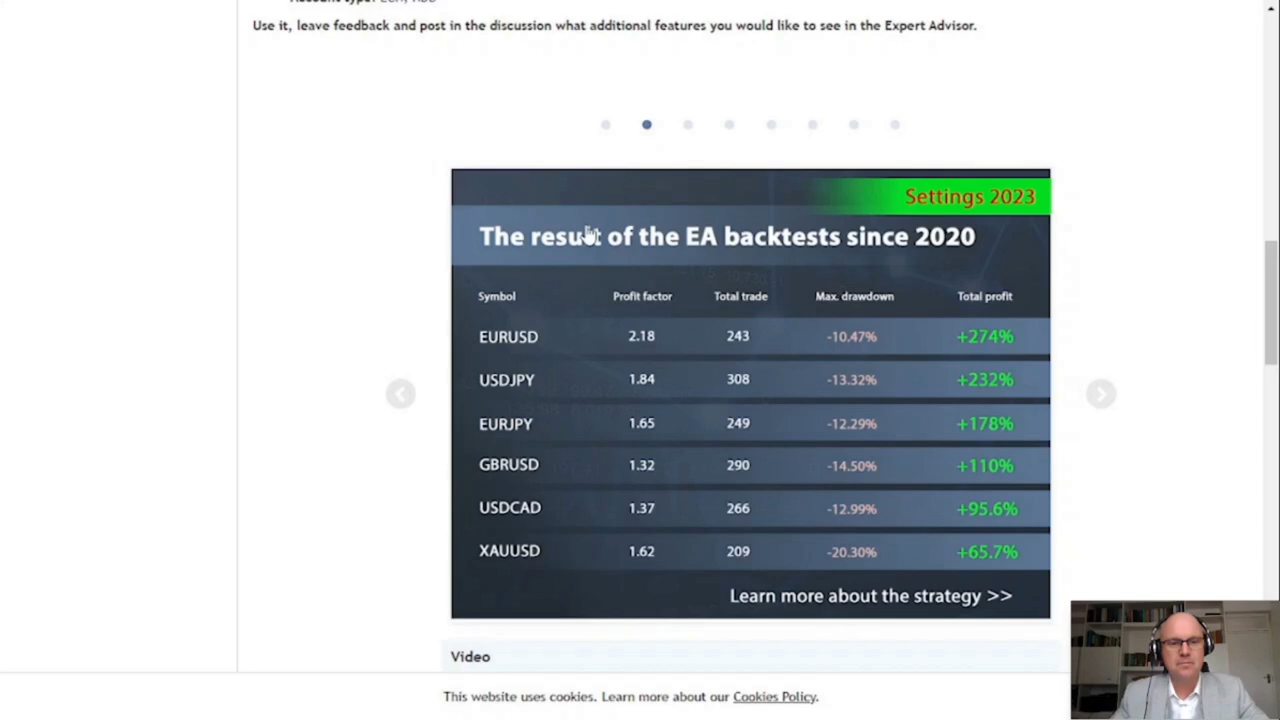 Use it, leave feedback and post in the discussion what additional features you would like to see in the Expert Advisor.
Settings 2023
The result of the EA backtests since 2020
Symbol Profit factor Total trade Max. drawdown Total profit
EURUSD 2.18 243 -10.47% +274%
USDJPY 1.84 308 -13.32% +232%
EURJPY 1.65 249 -12.29% +178%
GBRUSD 1.32 290 -14.50% +110%
USDCAD 1.37 266 -12.99% +95.6%
XAUUSD 1.62 209 -20.30% +65.7%
Learn more about the strategy >>
Video
This website uses cookies. Learn more about our Cookies Policy.